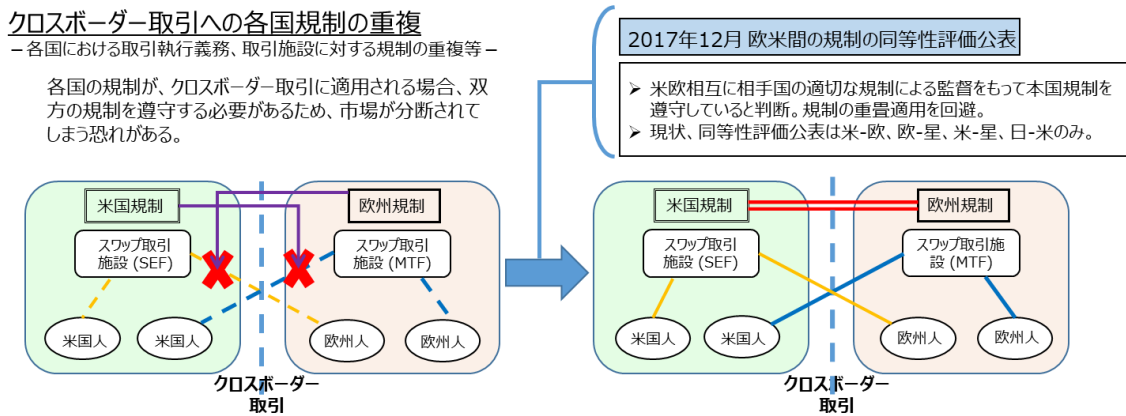 クロスボーダー取引への各国規制の重複
－各国における取引執行義務、取引施設に対する規制の重複等－
各国の規制が、クロスボーダー取引に適用される場合、双
方の規制を遵守する必要があるため、市場が分断されて
しまう恐れがある。
2017年12月 欧米間の規制の同等性評価公表
➢ 米欧相互に相手国の適切な規制による監督をもって本国規制を
遵守していると判断。規制の重畳適用を回避。
➢ 現状、同等性評価公表は米-欧、欧-星、米-星、日-米のみ。
米国規制
欧州規制
スワップ取引
施設 (SEF)
スワップ取引
施設 (MTF)
米国人
米国人
欧州人
欧州人
クロスボーダー
取引
米国規制
欧州規制
スワップ取引
施設 (SEF)
スワップ取引施
設 (MTF)
米国人
米国人
欧州人
欧州人
クロスボーダー
取引